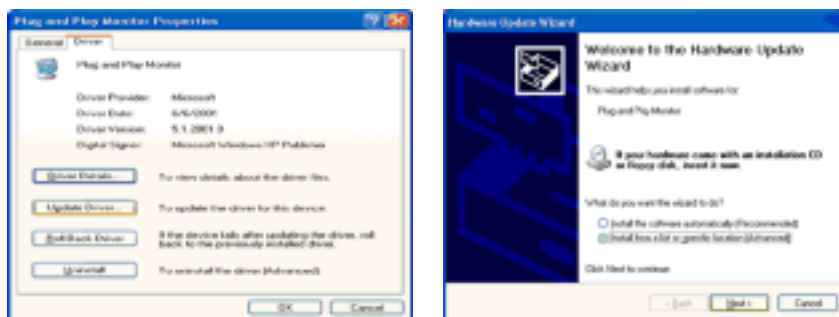 Plug and Play Monitor Properties
General Driver
Plug and Play Monitor
Driver Provider: Microsoft
Driver Date: 6/6/2001
Driver Version: 5.1.2001.0
Digital Signer: Microsoft Windows XP Publisher
Driver Details...
To view details about the driver files.
Update Driver...
To update the driver for this device.
Roll Back Driver
If the device fails after updating the driver, roll
back to the previously installed driver.
Uninstall
To uninstall the driver (Advanced).
OK Cancel
Hardware Update Wizard
Welcome to the Hardware Update
Wizard
This wizard helps you install software for:
Plug and Play Monitor
If your hardware came with an installation CD
or floppy disk, insert it now.
What do you want the wizard to do?
Install the software automatically (Recommended)
Install from a list or specific location (Advanced)
Click Next to continue.
< Back Next > Cancel